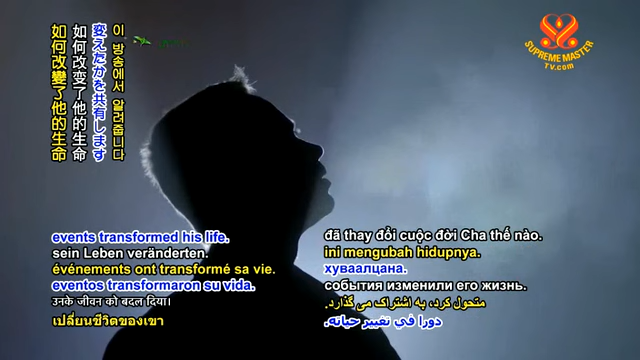 이 방송에서 알려줍니다
変えたかを共有します
如何改变了他的生命
如何改變了他的生命
SUPREME MASTER
TV.com
events transformed his life.
sein Leben veränderten.
événements ont transformé sa vie.
eventos transformaron su vida.
उनके जीवन को बदल दिया।
เปลี่ยนชีวิตของเขา
đã thay đổi cuộc đời Cha thế nào.
ini mengubah hidupnya.
хуваалцана.
события изменили его жизнь.
متحول کرد، به اشتراک می گذارد.
دورا في تغيير حياته.